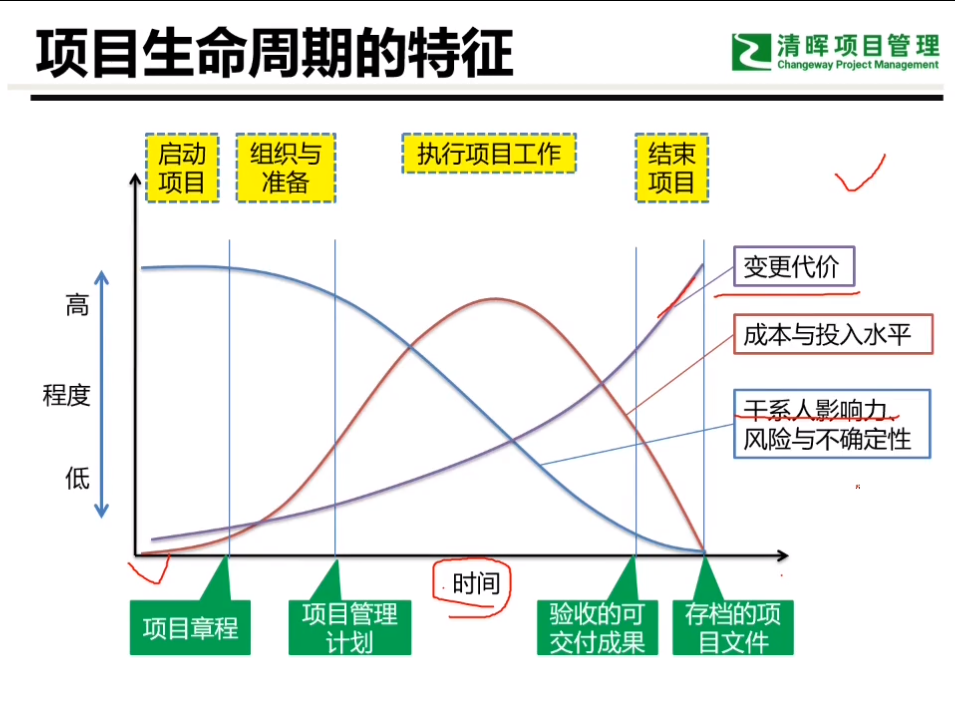 项目生命周期的特征
清晖项目管理
Changeway Project Management
启动
项目
组织与
准备
执行项目工作
结束
项目
高
程度
低
变更代价
成本与投入水平
干系人影响力、
风险与不确定性
时间
项目章程
项目管理
计划
验收的可
交付成果
存档的项
目文件